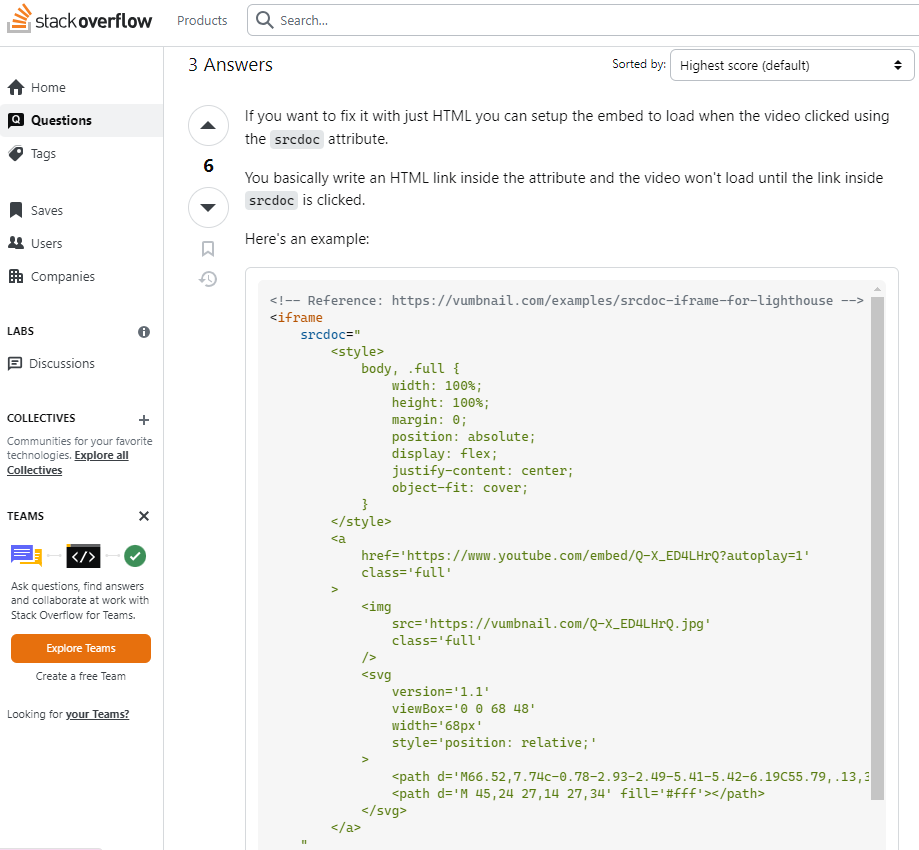 stack overflow
Products
Search...
Home
Questions
Tags
Saves
Users
Companies
LABS
Discussions
COLLECTIVES
Communities for your favorite
technologies. Explore all
Collectives
TEAMS
Ask questions, find answers
and collaborate at work with
Stack Overflow for Teams.
Explore Teams
Create a free Team
Looking for your Teams?
3 Answers
Sorted by:
Highest score (default)
6
If you want to fix it with just HTML you can setup the embed to load when the video clicked using
the srcdoc attribute.
You basically write an HTML link inside the attribute and the video won't load until the link inside
srcdoc is clicked.
Here's an example:
<!-- Reference: https://vumbnail.com/examples/srcdoc-iframe-for-lighthouse -->
<iframe
    srcdoc="
        <style>
            body, .full {
                width: 100%;
                height: 100%;
                margin: 0;
                position: absolute;
                display: flex;
                justify-content: center;
                object-fit: cover;
            }
        </style>
        <a
            href='https://www.youtube.com/embed/Q-X_ED4LHrQ?autoplay=1'
            class='full'
        >
            <img
                src='https://vumbnail.com/Q-X_ED4LHrQ.jpg'
                class='full'
            />
            <svg
                version='1.1'
                viewBox='0 0 68 48'
                width='68px'
                style='position: relative;'
            >
                <path d='M66.52,7.74c-0.78-2.93-2.49-5.41-5.42-6.19C55.79,.13,3
                <path d='M 45,24 27,14 27,34' fill='#fff'></path>
            </svg>
        </a>
    "